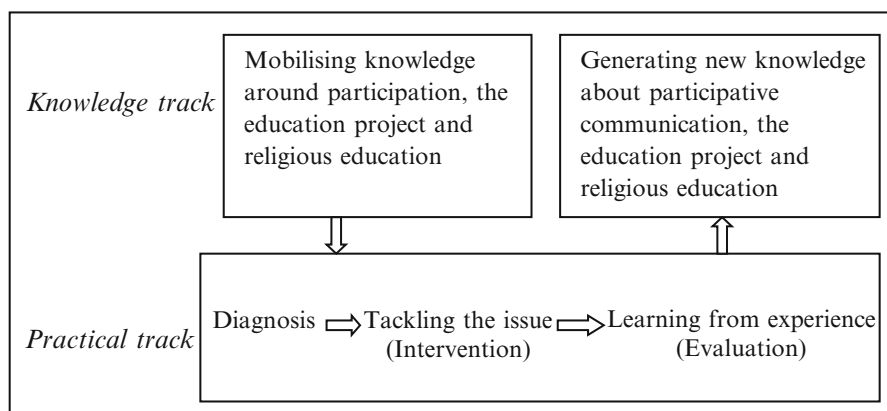 Knowledge track
Mobilising knowledge
around participation, the
education project and
religious education
Generating new knowledge
about participative
communication, the
education project and
religious education
Practical track
Diagnosis
Tackling the issue
(Intervention)
Learning from experience
(Evaluation)